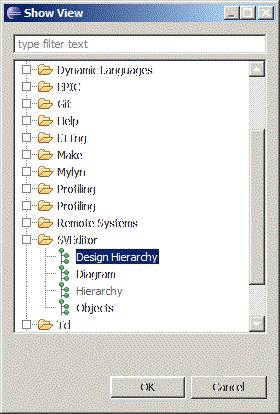 Show View
type filter text
Dynamic Languages
EPIC
Git
Help
LTTng
Make
Mylyn
Profiling
Profiling
Remote Systems
SVEditor
Design Hierarchy
Diagram
Hierarchy
Objects
Tcl
OK
Cancel